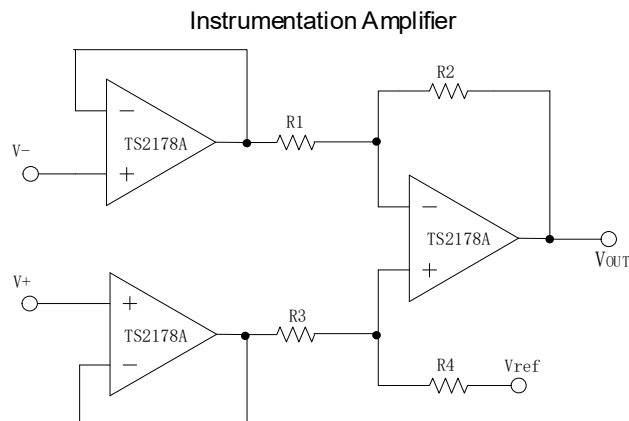 Instrumentation Amplifier
R2
R1
−
TS2178A
V-
+
−
TS2178A
+
VOUT
V+
+
R3
TS2178A
−
R4
Vref